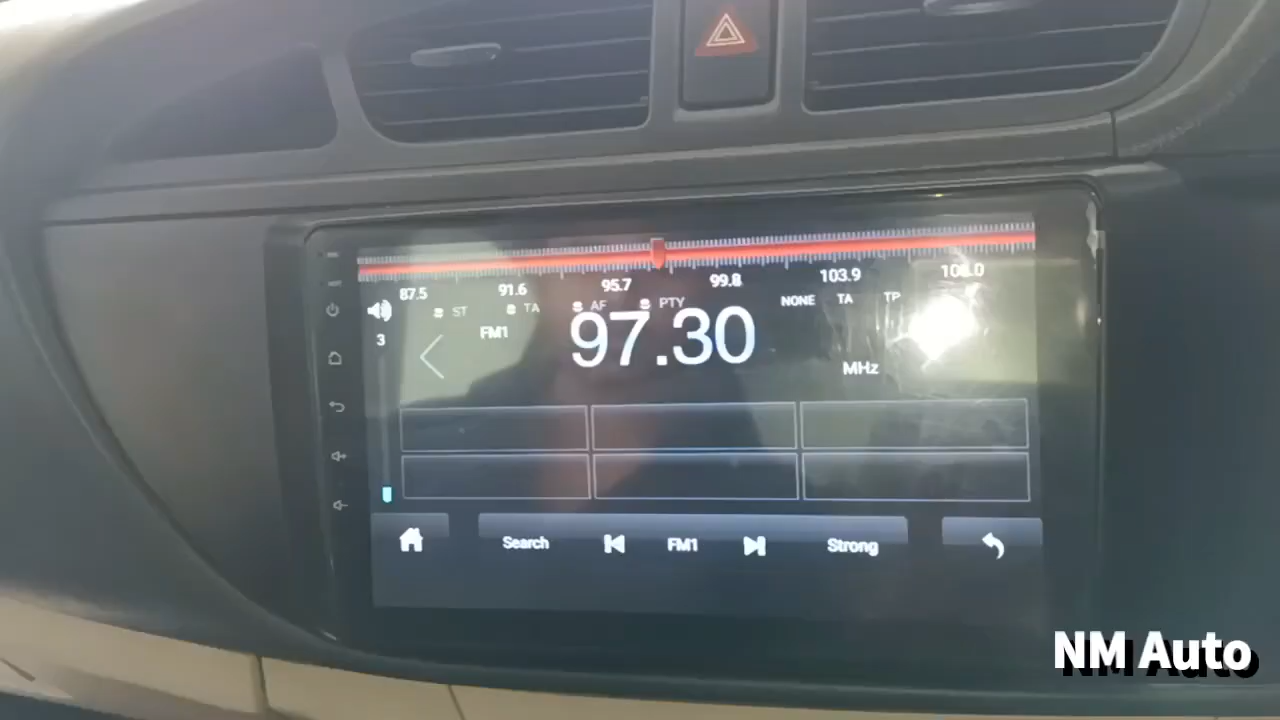 87.5 91.6 95.7 99.8 103.9 108.0
ST TA AF PTY NONE TA TP
3
FM1
97.30
MHz
Search FM1 Strong
NM Auto